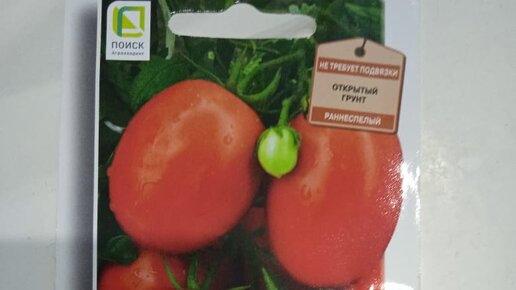 ПОИСК
Агрохолдинг
НЕ ТРЕБУЕТ ПОДВЯЗКИ
ОТКРЫТЫЙ
ГРУНТ
РАННЕСПЕЛЫЙ